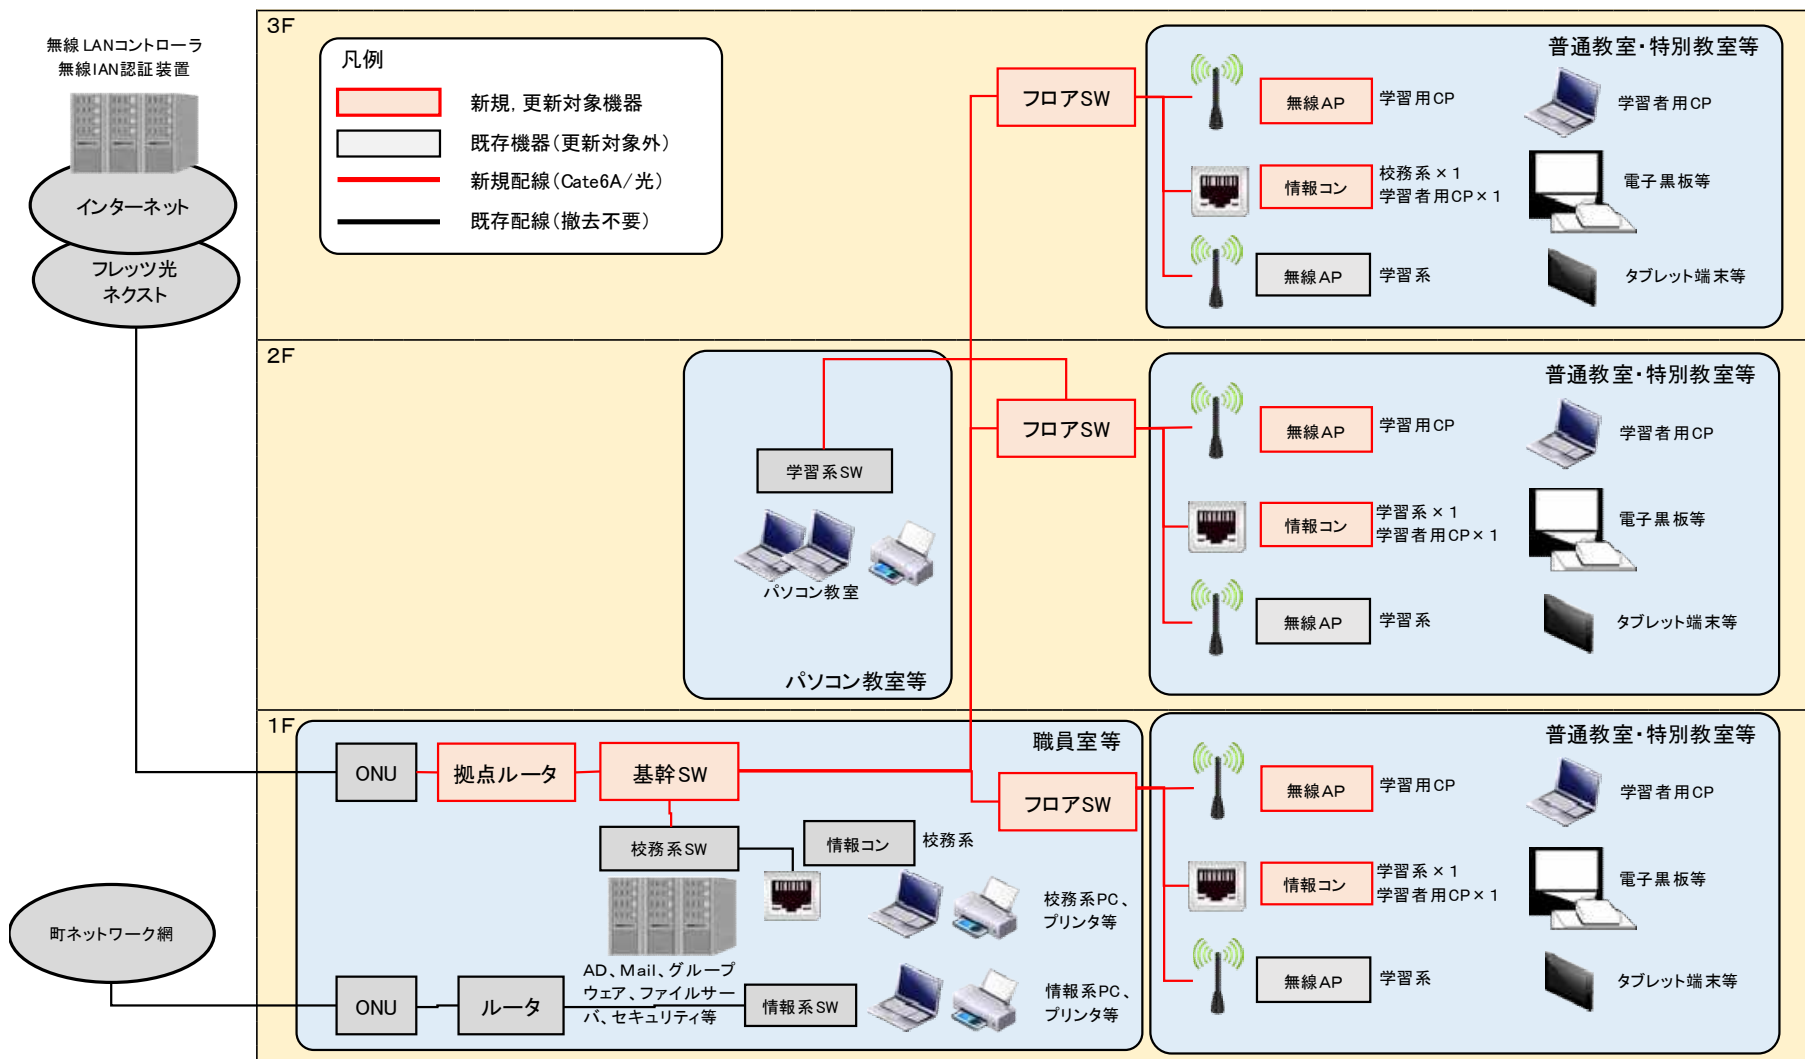 無線LANコントローラ
無線IAN認証装置
インターネット
フレッツ光
ネクスト
町ネットワーク網
3F
凡例
新規,更新対象機器
既存機器(更新対象外)
新規配線(Cate6A/光)
既存配線(撤去不要)
フロアSW
普通教室・特別教室等
無線AP
学習用CP
学習者用CP
情報コン
校務系×1
学習者用CP×1
電子黒板等
無線AP
学習系
タブレット端末等
2F
学習系SW
パソコン教室
パソコン教室等
フロアSW
普通教室・特別教室等
無線AP
学習用CP
学習者用CP
情報コン
学習系×1
学習者用CP×1
電子黒板等
無線AP
学習系
タブレット端末等
1F
職員室等
ONU
拠点ルータ
基幹SW
フロアSW
校務系SW
情報コン
校務系
校務系PC、
プリンタ等
AD、Mail、グループ
ウェア、ファイルサー
バ、セキュリティ等
ONU
ルータ
情報系SW
情報系PC、
プリンタ等
普通教室・特別教室等
無線AP
学習用CP
学習者用CP
情報コン
学習系×1
学習者用CP×1
電子黒板等
無線AP
学習系
タブレット端末等